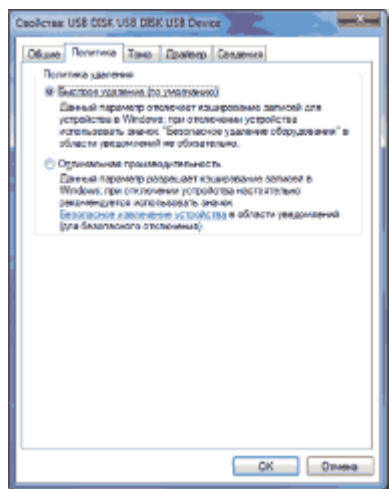 Свойства: USB DISK USB DISK USB Device
Общие Политика Тома Драйвер Сведения
Политика удаления
Быстрое удаление (по умолчанию)
Данный параметр отключает кэширование записей для
устройства в Windows; при отключении устройства
использовать значок "Безопасное удаление оборудования" в
области уведомлений не обязательно.
Оптимальная производительность
Данный параметр разрешает кэширование записей в
Windows; при отключении устройства настоятельно
рекомендуется использовать значок
Безопасное извлечение устройства в области уведомлений
(для безопасного отключения).
OK Отмена